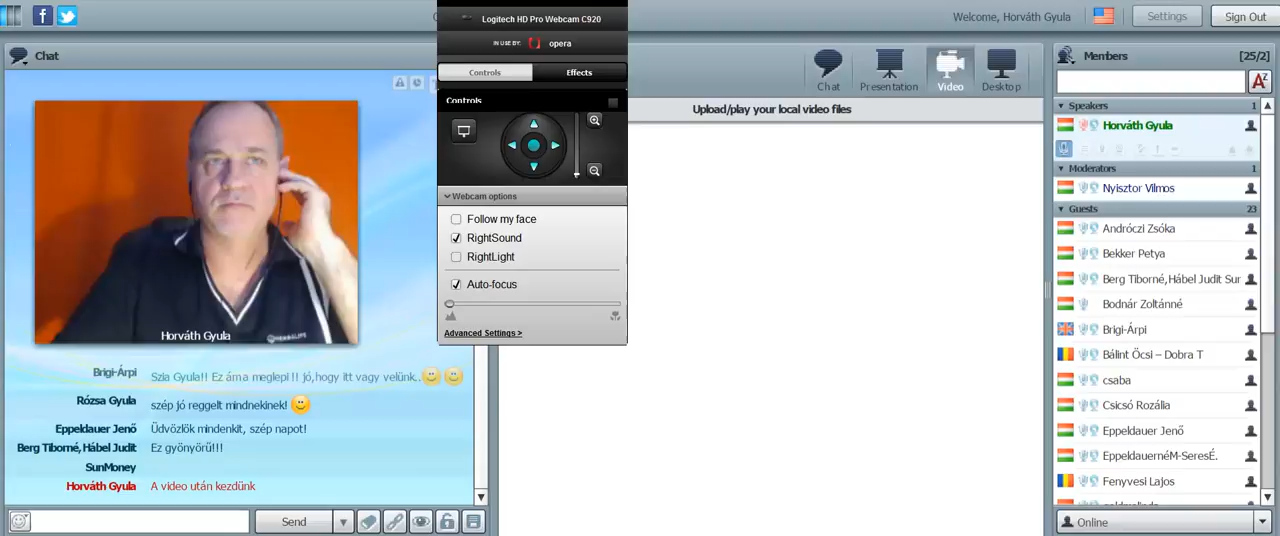 Logitech HD Pro Webcam C920
IN USE BY: opera
Controls
Effects
Controls
Webcam options
Follow my face
RightSound
RightLight
Auto-focus
Advanced Settings >
Welcome, Horváth Gyula
Settings
Sign Out
Chat
Horváth Gyula
HERBALIFE
Brigi-Árpi Szia Gyula!! Ez ám a meglepi !! jó,hogy itt vagy velünk..
Rózsa Gyula szép jó reggelt mindnekinek!
Eppeldauer Jenő Üdvözlök mindenkit, szép napot!
Berg Tiborné,Hábel Judit Ez gyönyörű!!!
SunMoney
Horváth Gyula A video után kezdünk
Send
Chat
Presentation
Video
Desktop
Upload/play your local video files
Members [25/2]
AZ
Speakers 1
Horváth Gyula
Moderators 1
Nyisztor Vilmos
Guests 23
Andróczi Zsóka
Bekker Petya
Berg Tiborné,Hábel Judit Sur
Bodnár Zoltánné
Brigi-Árpi
Bálint Öcsi – Dobra T
csaba
Csicsó Rozália
Eppeldauer Jenő
EppeldauernéM-SeresÉ.
Fenyvesi Lajos
Online